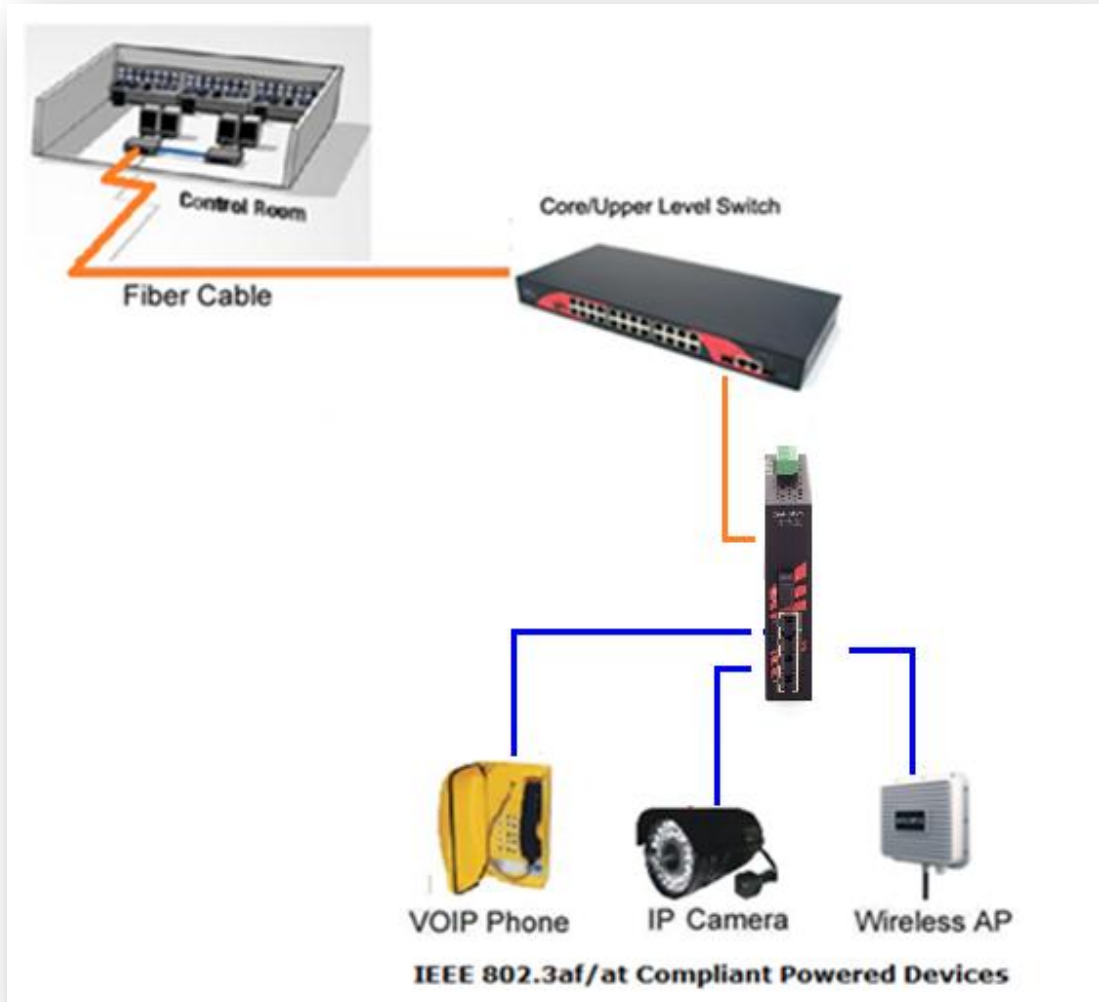 Control Room
Core/Upper Level Switch
Fiber Cable
VOIP Phone
IP Camera
Wireless AP
IEEE 802.3af/at Compliant Powered Devices